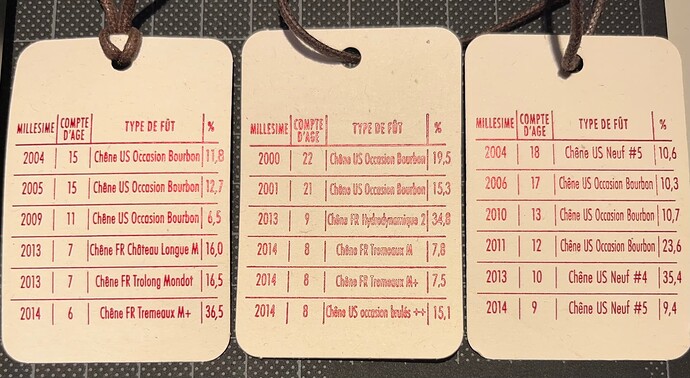 MILLESIME COMPTE D'AGE TYPE DE FÛT %
2004 15 Chêne US Occasion Bourbon 11,8
2005 15 Chêne US Occasion Bourbon 12,7
2009 11 Chêne US Occasion Bourbon 6,5
2013 7 Chêne FR Château Longue M 16,0
2013 7 Chêne FR Trolong Mondot 16,5
2014 6 Chêne FR Tremeaux M+ 36,5
MILLESIME COMPTE D'AGE TYPE DE FÛT %
2000 22 Chêne US Occasion Bourbon 19,5
2001 21 Chêne US Occasion Bourbon 15,3
2013 9 Chêne FR Hydrodynamique 2 34,8
2014 8 Chêne FR Tremeaux M 7,8
2014 8 Chêne FR Tremeaux M+ 7,5
2014 8 Chêne US occasion brulés ++ 15,1
MILLESIME COMPTE D'AGE TYPE DE FÛT %
2004 18 Chêne US Neuf #5 10,6
2006 17 Chêne US Occasion Bourbon 10,3
2010 13 Chêne US Occasion Bourbon 10,7
2011 12 Chêne US Occasion Bourbon 23,6
2013 10 Chêne US Neuf #4 35,4
2014 9 Chêne US Neuf #5 9,4